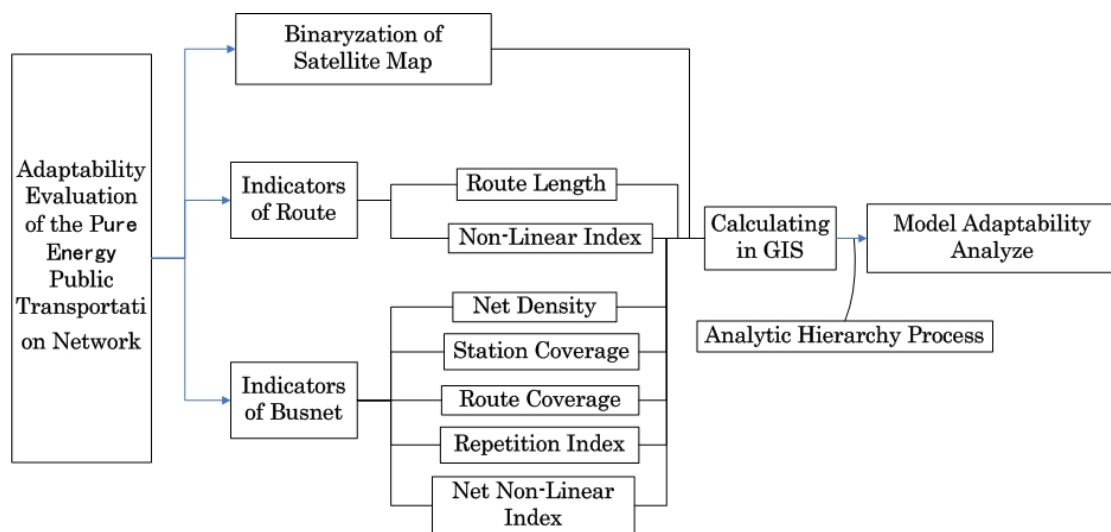 Adaptability
Evaluation
of the Pure
Energy
Public
Transportati
on Network
Binaryzation of
Satellite Map
Indicators
of Route
Route Length
Non-Linear Index
Indicators
of Busnet
Net Density
Station Coverage
Route Coverage
Repetition Index
Net Non-Linear
Index
Calculating
in GIS
Analytic Hierarchy Process
Model Adaptability
Analyze